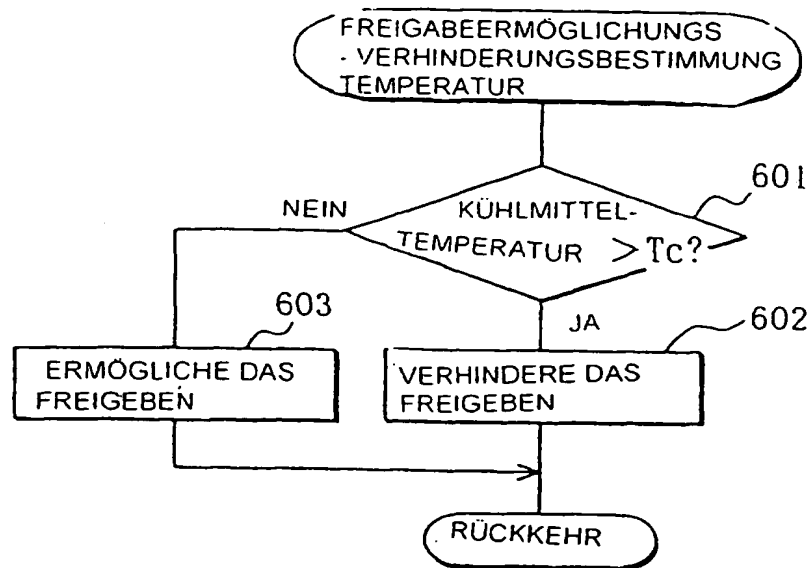 FREIGABEERMÖGLICHUNGS
- VERHINDERUNGSBESTIMMUNG
TEMPERATUR
601
NEIN
KÜHLMITTEL-
TEMPERATUR > Tc?
603
JA
602
ERMÖGLICHE DAS
FREIGEBEN
VERHINDERE DAS
FREIGEBEN
RÜCKKEHR